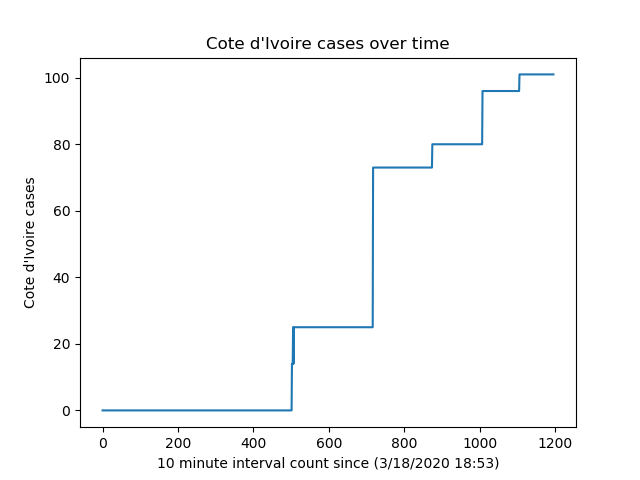 Cote d'Ivoire cases over time
100
80
60
40
20
0
Cote d'Ivoire cases
0 200 400 600 800 1000 1200
10 minute interval count since (3/18/2020 18:53)